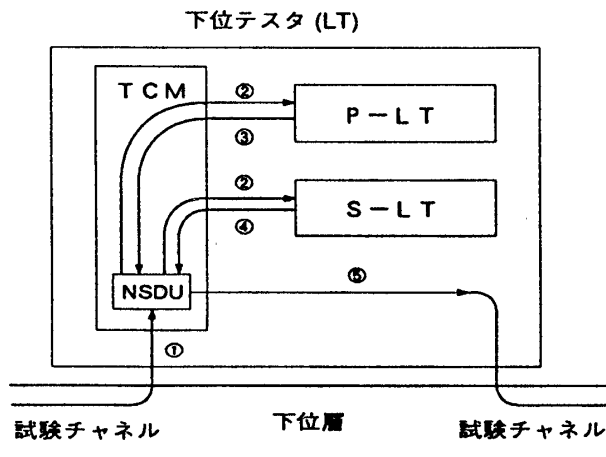 下位テスタ (LT)
TCM
②
P－LT
③
②
S－LT
④
NSDU
⑤
①
試験チャネル
下位層
試験チャネル